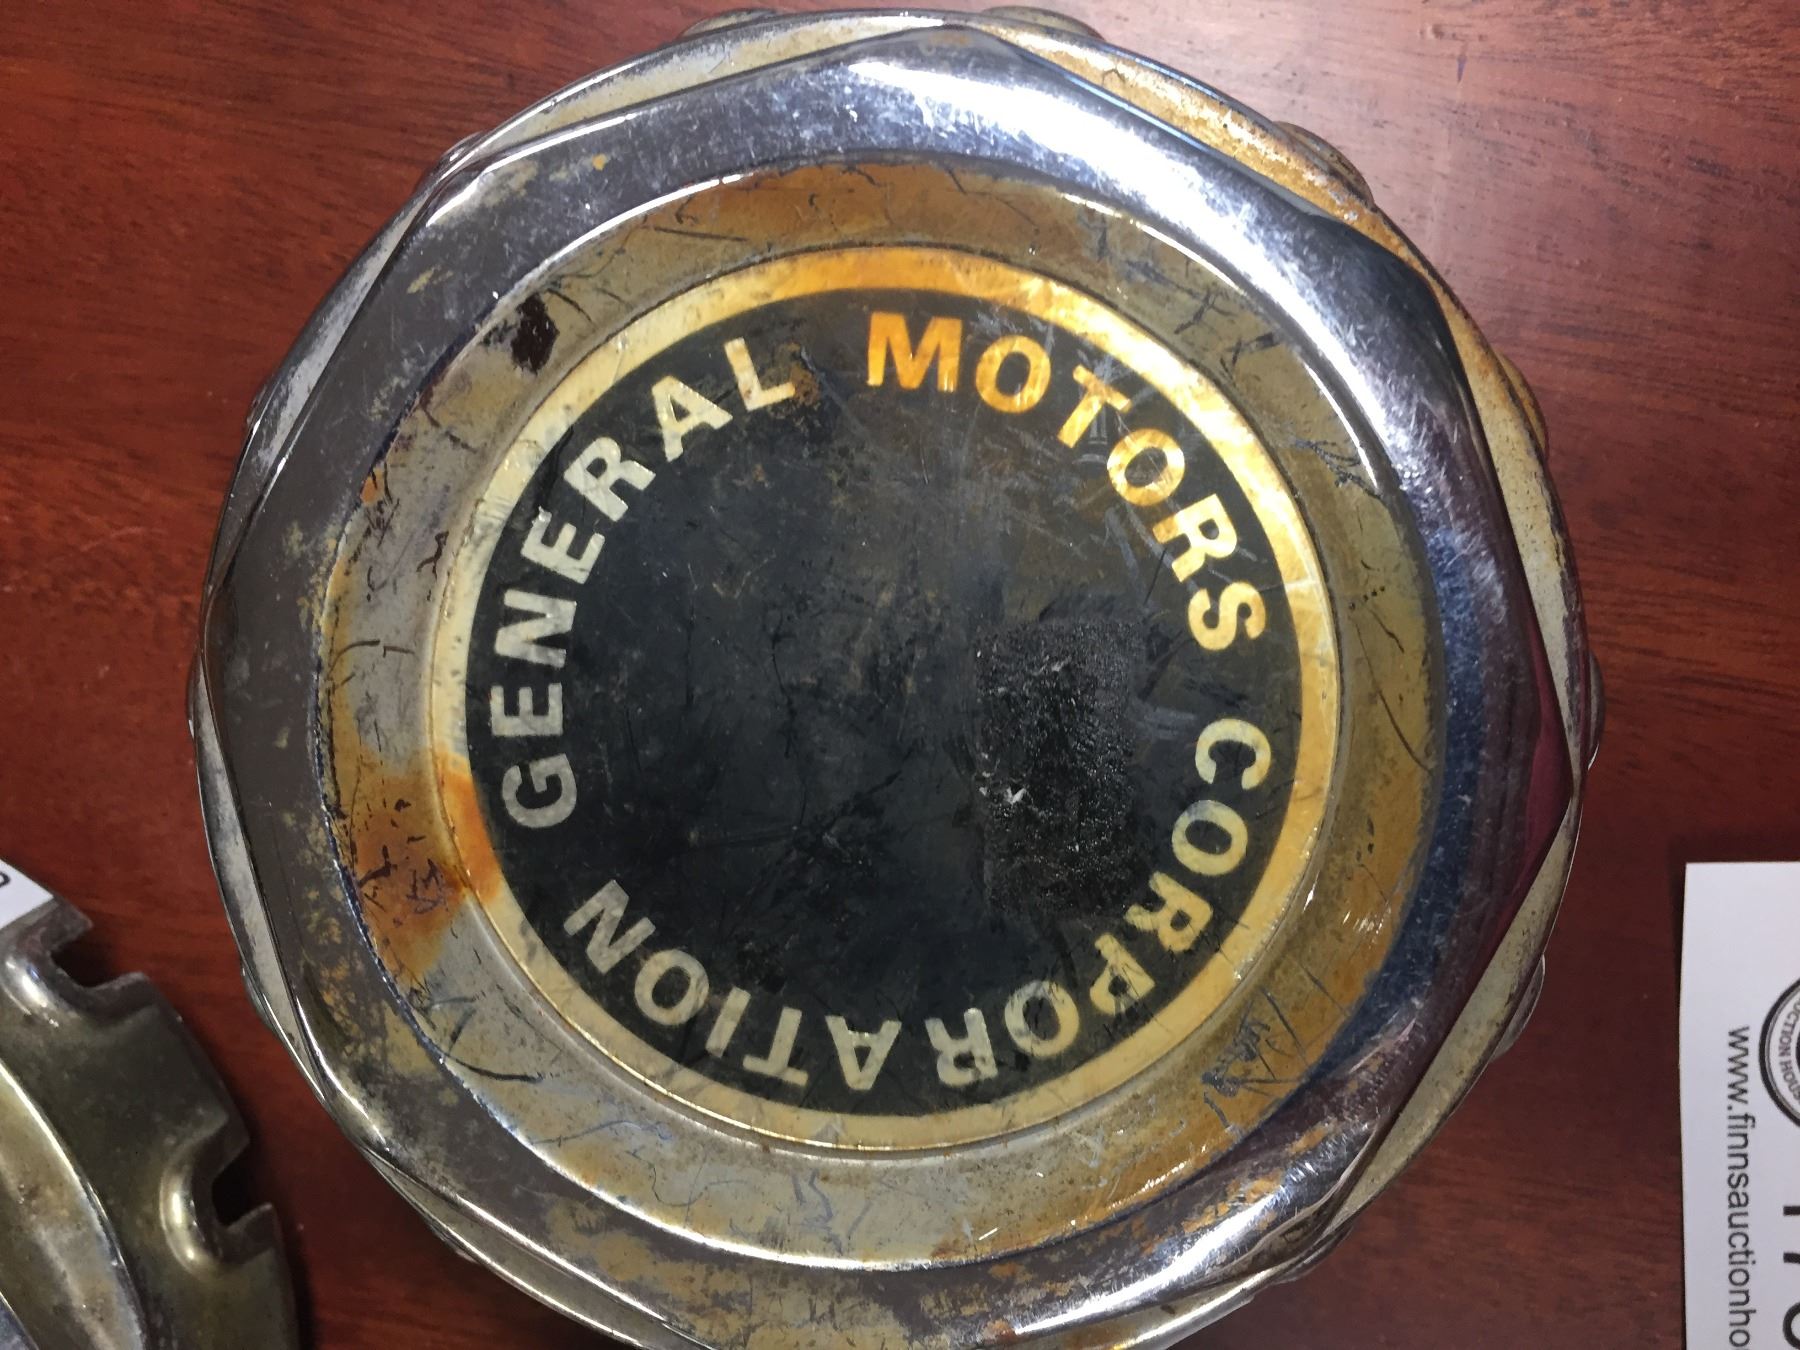 GENERAL MOTORS CORPORATION
www.finnsauctionho